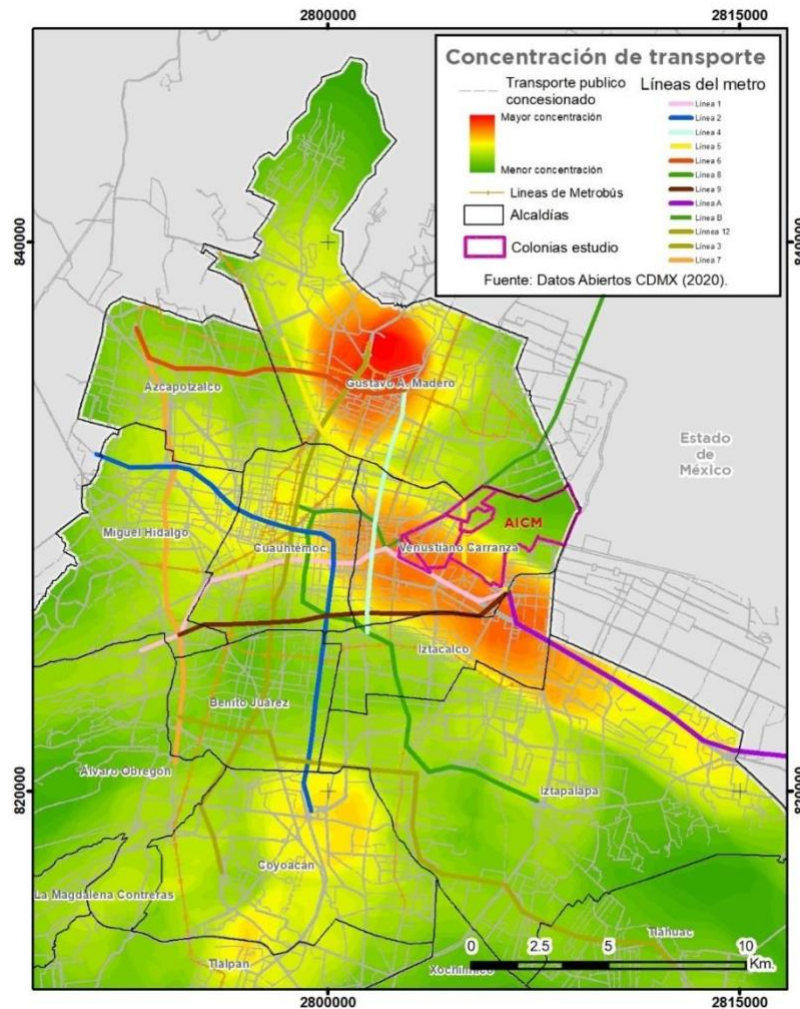 2800000
2815000
Concentración de transporte
Transporte publico
concesionado
Mayor concentración
Menor concentración
Lineas de Metrobús
Alcaldías
Colonias estudio
Líneas del metro
Línea 1
Línea 2
Línea 4
Línea 5
Línea 6
Línea 8
Línea 9
Línea A
Línea B
Línea 12
Línea 3
Línea 7
Fuente: Datos Abiertos CDMX (2020).
840000
Azcapotzalco
Gustavo A. Madero
Estado
de
México
AICM
Miguel Hidalgo
Cuauhtémoc
Venustiano Carranza
Iztacalco
Benito Juárez
Álvaro Obregón
Iztapalapa
820000
820000
Coyoacán
La Magdalena Contreras
Tláhuac
Tlalpan
Xochimilco
0
2.5
5
10
Km.
2800000
2815000